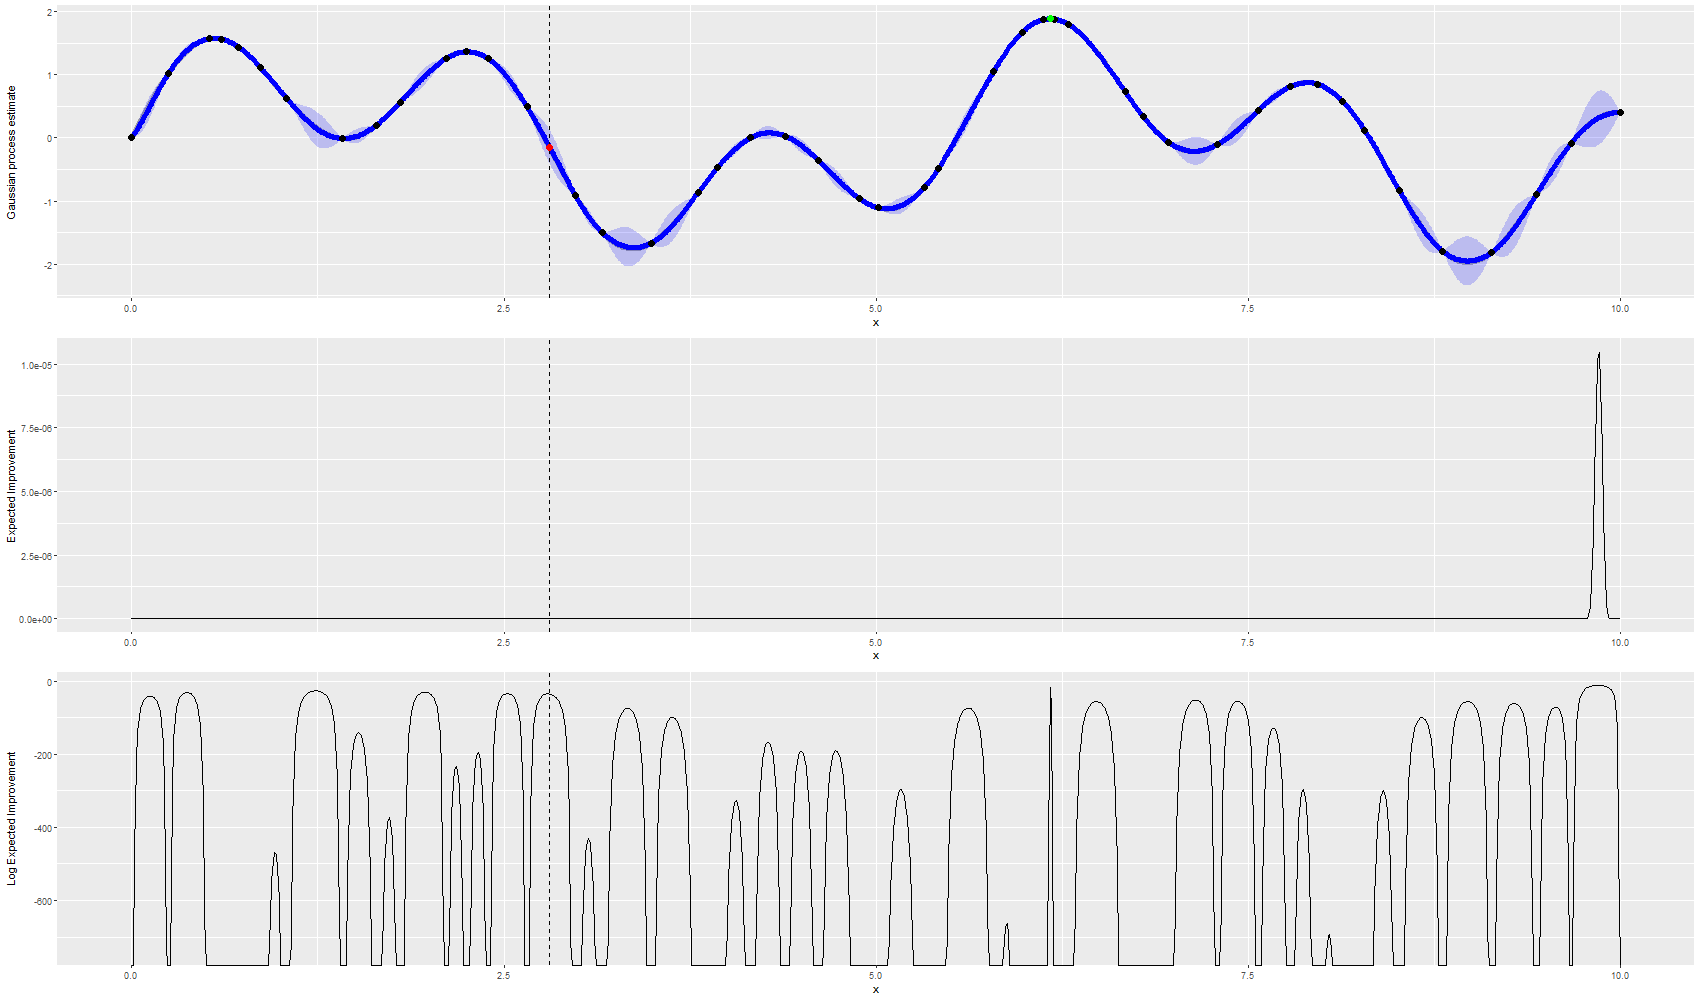 Gaussian process estimate
2
1
0
-1
-2
0.0 2.5 5.0 7.5 10.0
x
Expected Improvement
1.0e-05
7.5e-06
5.0e-06
2.5e-06
0.0e+00
0.0 2.5 5.0 7.5 10.0
x
Log Expected Improvement
0
-200
-400
-600
0.0 2.5 5.0 7.5 10.0
x